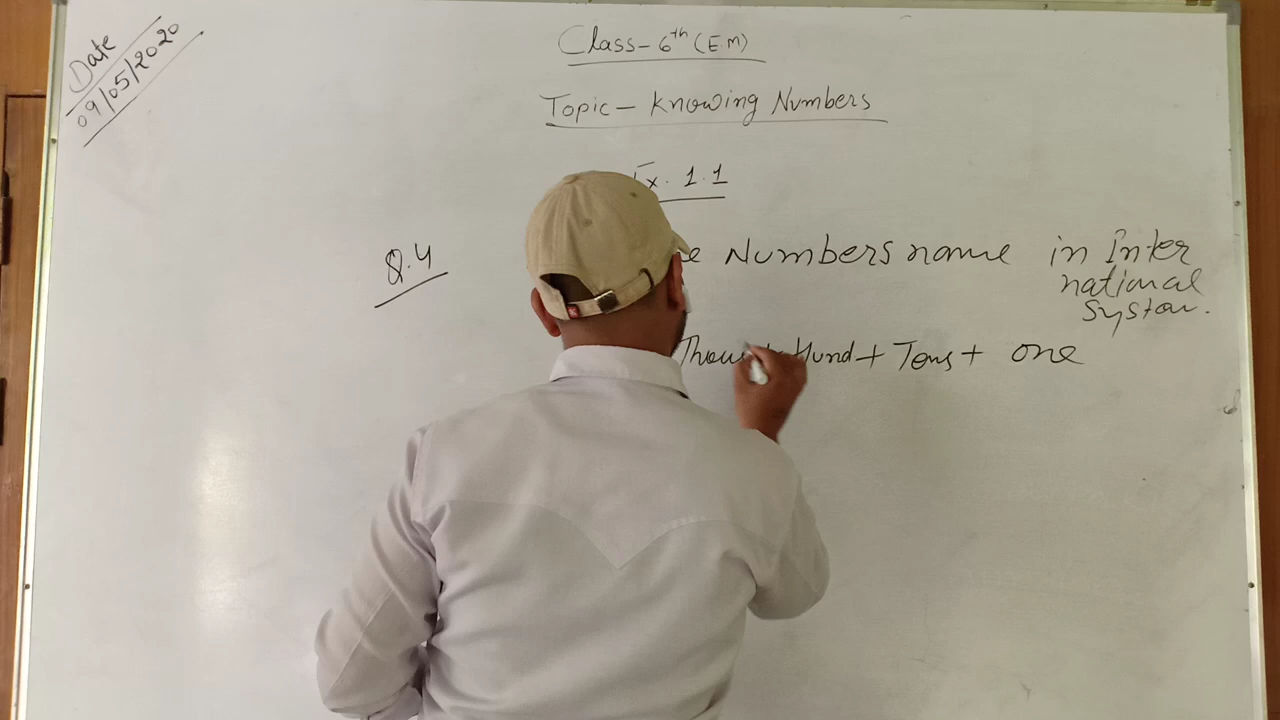 Date
09/05/2020
Class-6th (E.M)
Topic- Knowing Numbers
Ex. 1.1
Q.4
Numbers name in Inter
national
System.
Hund+ Tens+ one